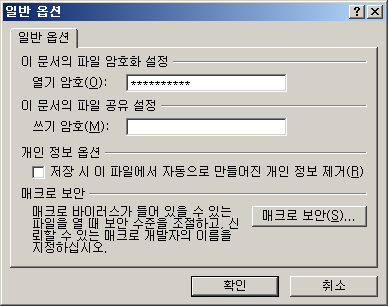 일반 옵션
일반 옵션
이 문서의 파일 암호화 설정
열기 암호(O): **********
이 문서의 파일 공유 설정
쓰기 암호(M):
개인 정보 옵션
저장 시 이 파일에서 자동으로 만들어진 개인 정보 제거(R)
매크로 보안
매크로 바이러스가 들어 있을 수 있는
파일을 열 때 보안 수준을 조절하고, 신
뢰할 수 있는 매크로 개발자의 이름을
지정하십시오.
매크로 보안(S)...
확인
취소